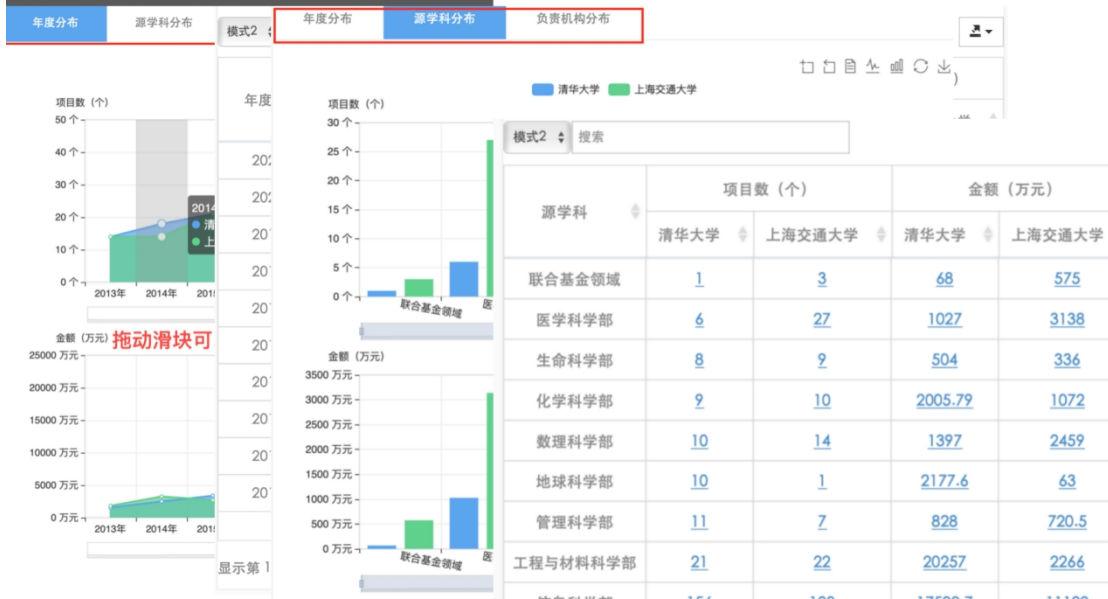 年度分布
源学科分布
项目数（个）
50 个
40 个
30 个
20 个
10 个
0 个
2013年
2014年
金额（万元）
拖动滑块可
25000 万元
20000 万元
15000 万元
10000 万元
5000 万元
0 万元
2013年
2014年
模式2
年度
显示第 1
年度分布
源学科分布
负责机构分布
清华大学
上海交通大学
项目数（个）
30 个
25 个
20 个
15 个
10 个
5 个
0 个
联合基金领域
金额（万元）
3500 万元
3000 万元
2500 万元
2000 万元
1500 万元
1000 万元
500 万元
0 万元
联合基金领域
模式2 搜索
源学科 项目数（个） 金额（万元）
清华大学 上海交通大学 清华大学 上海交通大学
联合基金领域 1 3 68 575
医学科学部 6 27 1027 3138
生命科学部 8 9 504 336
化学科学部 9 10 2005.79 1072
数理科学部 10 14 1397 2459
地球科学部 10 1 2177.6 63
管理科学部 11 7 828 720.5
工程与材料科学部 21 22 20257 2266